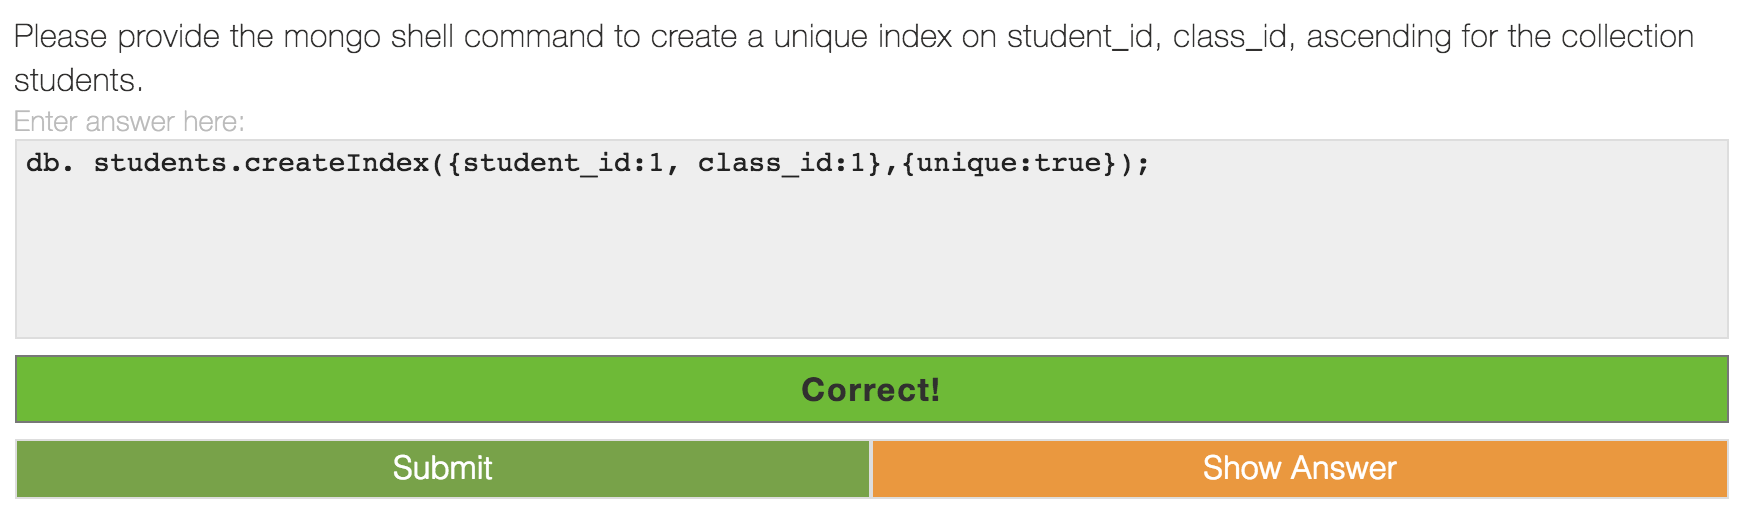 Please provide the mongo shell command to create a unique index on student_id, class_id, ascending for the collection
students.
Enter answer here:
db. students.createIndex({student_id:1, class_id:1},{unique:true});
Correct!
Submit
Show Answer